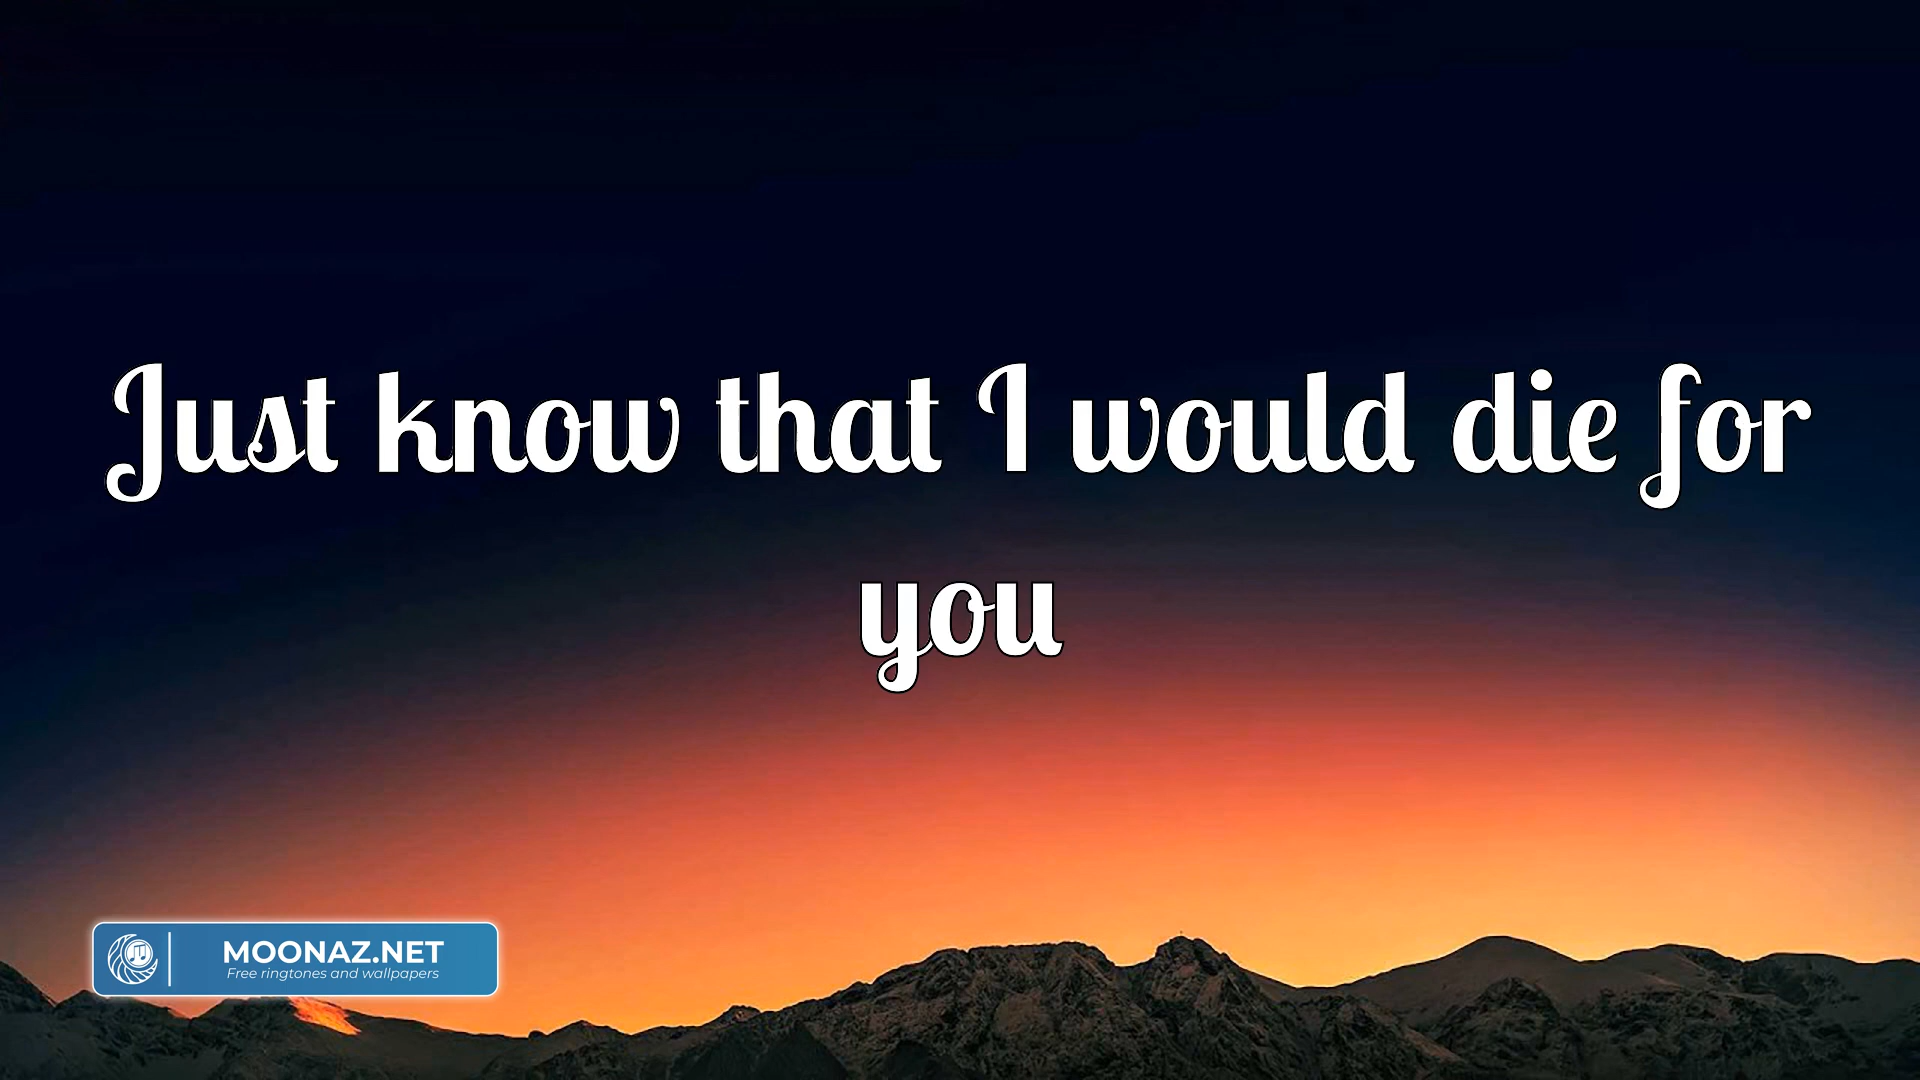 Just know that I would die for
you
MOONAZ.NET
Free ringtones and wallpapers